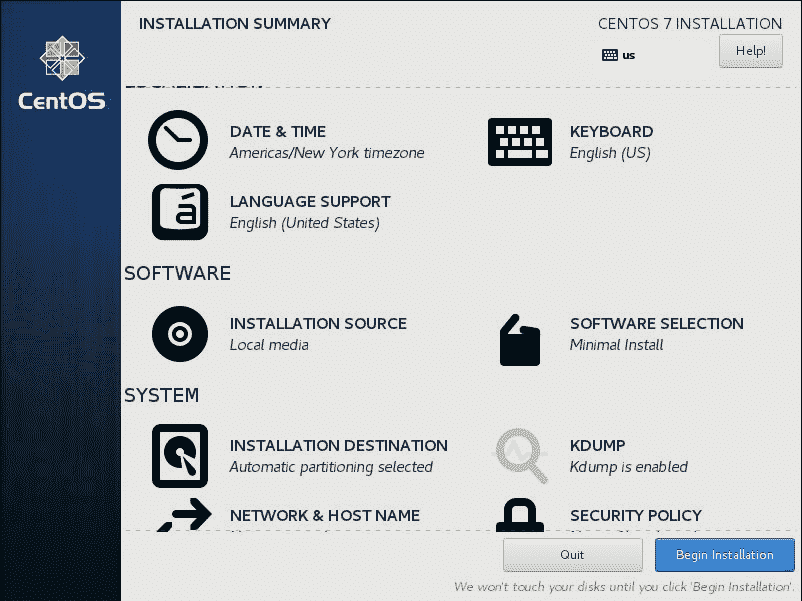 INSTALLATION SUMMARY
CENTOS 7 INSTALLATION
us
Help!
CentOS
DATE & TIME
Americas/New York timezone
KEYBOARD
English (US)
LANGUAGE SUPPORT
English (United States)
SOFTWARE
INSTALLATION SOURCE
Local media
SOFTWARE SELECTION
Minimal Install
SYSTEM
INSTALLATION DESTINATION
Automatic partitioning selected
KDUMP
Kdump is enabled
NETWORK & HOST NAME
SECURITY POLICY
Quit
Begin Installation
We won't touch your disks until you click 'Begin Installation'.